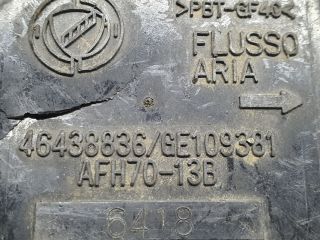 >PBT-GF40<
FLUSSO
ARIA
46438836/GE109381
AFH70-13B
6418